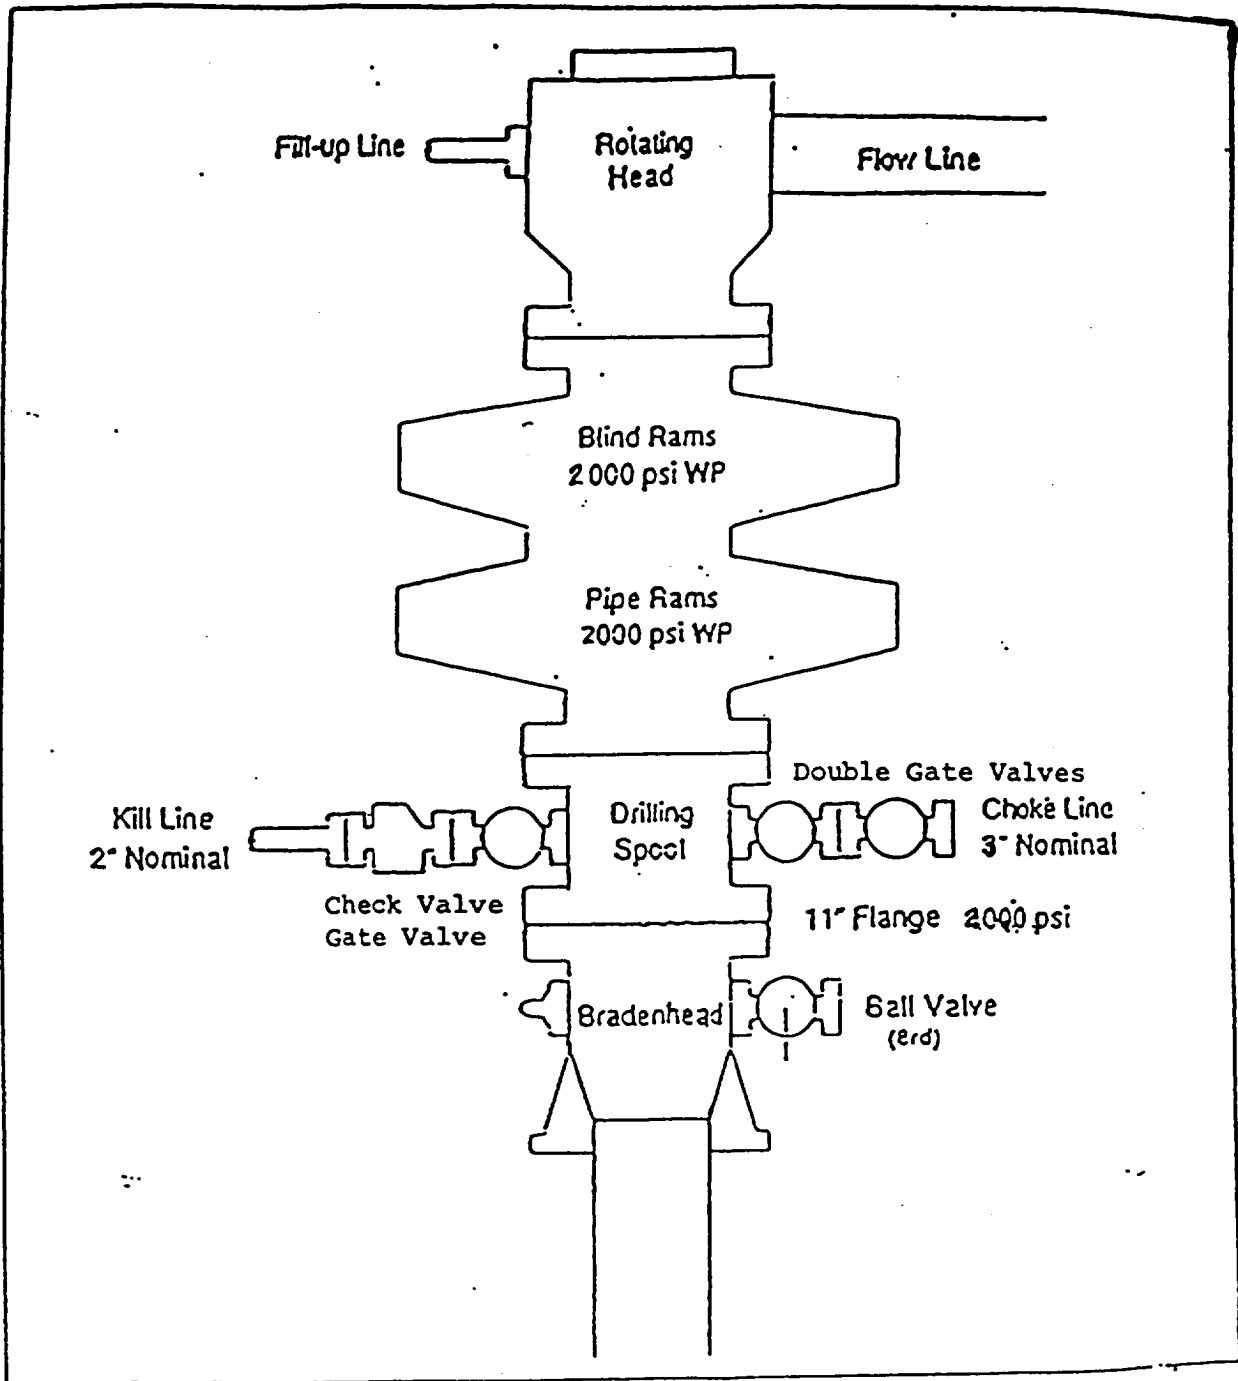 Fill-up Line
Rotating
Head
Flow Line
Blind Rams
2000 psi WP
Pipe Rams
2000 psi WP
Double Gate Valves
Kill Line
2" Nominal
Drilling
Spool
Choke Line
3" Nominal
Check Valve
Gate Valve
11" Flange 2000 psi
Bradenhead
Ball Valve
(8rd)